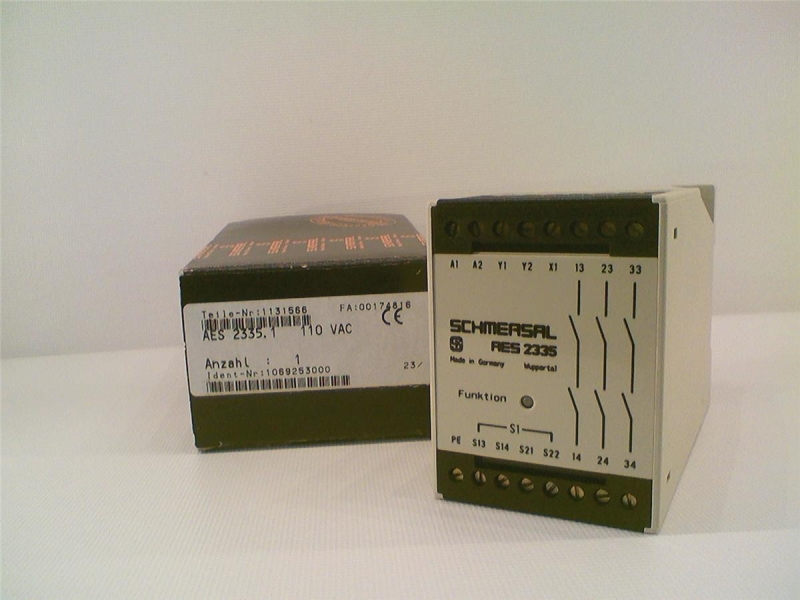 Teile-Nr:1131566 FA:00174816
AES 2335.1 110 VAC CE
Anzahl : 1
Ident-Nr:1069253000 23/
A1 A2 Y1 Y2 X1 13 23 33
SCHMERSAL
AES 2335
Made in Germany Wuppertal
Funktion
S1
PE S13 S14 S21 S22 14 24 34